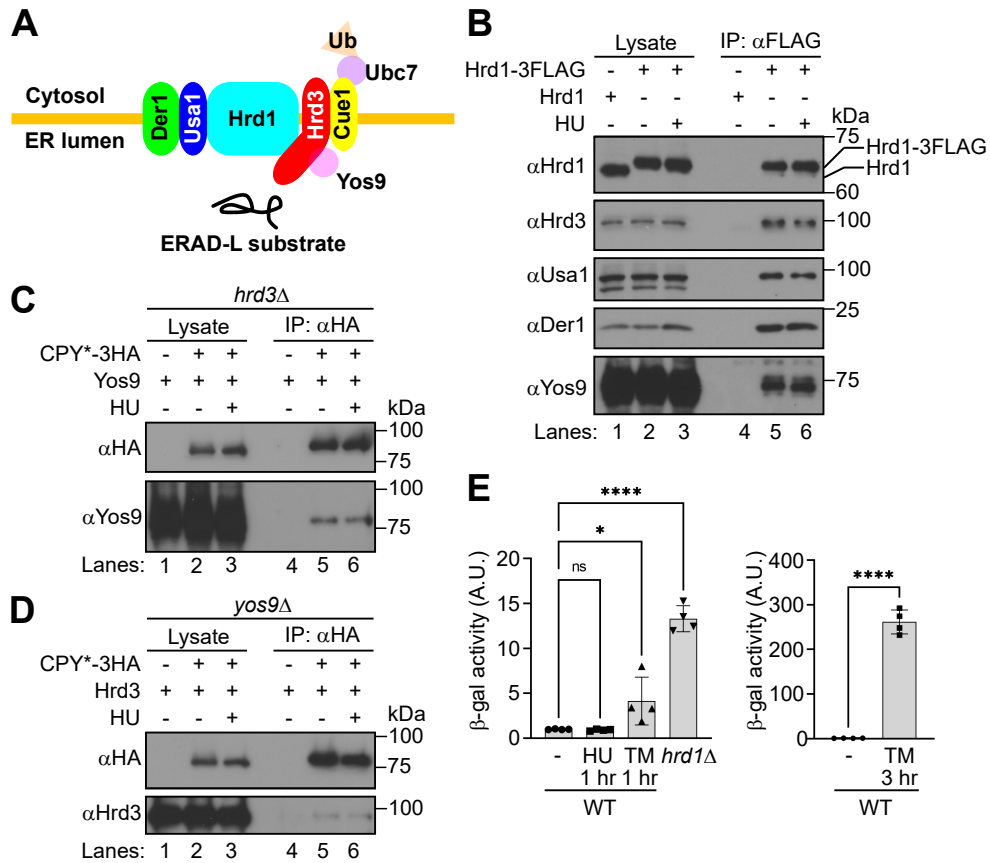 A
Ub
Ubc7
Cytosol
ER lumen
Der1
Usa1
Hrd1
Hrd3
Cue1
Yos9
ERAD-L substrate
B
Lysate IP: αFLAG
Hrd1-3FLAG - + + - + +
Hrd1 + - - + - -
HU - - + - - + kDa
αHrd1 75 Hrd1-3FLAG
Hrd1
60
αHrd3 100
αUsa1 100
αDer1 25
αYos9 75
Lanes: 1 2 3 4 5 6
C
hrd3Δ
Lysate IP: αHA
CPY*-3HA - + + - + +
Yos9 + + + + + +
HU - - + - - + kDa
αHA 100
75
αYos9 100
75
Lanes: 1 2 3 4 5 6
D
yos9Δ
Lysate IP: αHA
CPY*-3HA - + + - + +
Hrd3 + + + + + +
HU - - + - - + kDa
αHA 100
75
αHrd3 100
Lanes: 1 2 3 4 5 6
E
β-gal activity (A.U.)
20
15
10
5
0
****
*
ns
- HU TM hrd1Δ
1 hr 1 hr
WT
β-gal activity (A.U.)
400
300
200
100
0
****
- TM
3 hr
WT